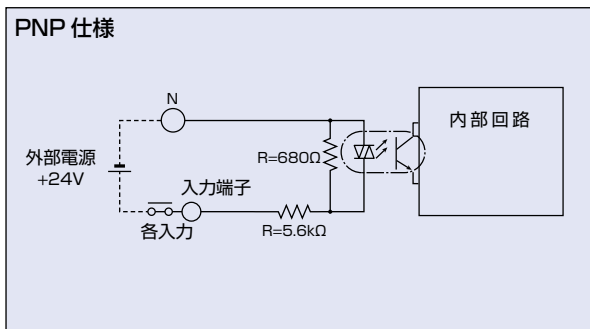 PNP 仕様
N
内部回路
外部電源
+24V
R=680Ω
入力端子
各入力
R=5.6kΩ